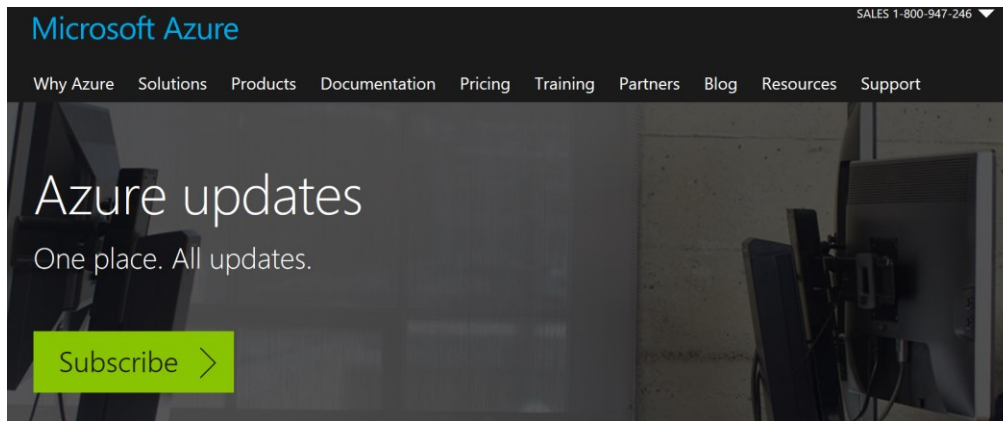 SALES 1-800-947-246
Microsoft Azure
Why Azure Solutions Products Documentation Pricing Training Partners Blog Resources Support
Azure updates
One place. All updates.
Subscribe